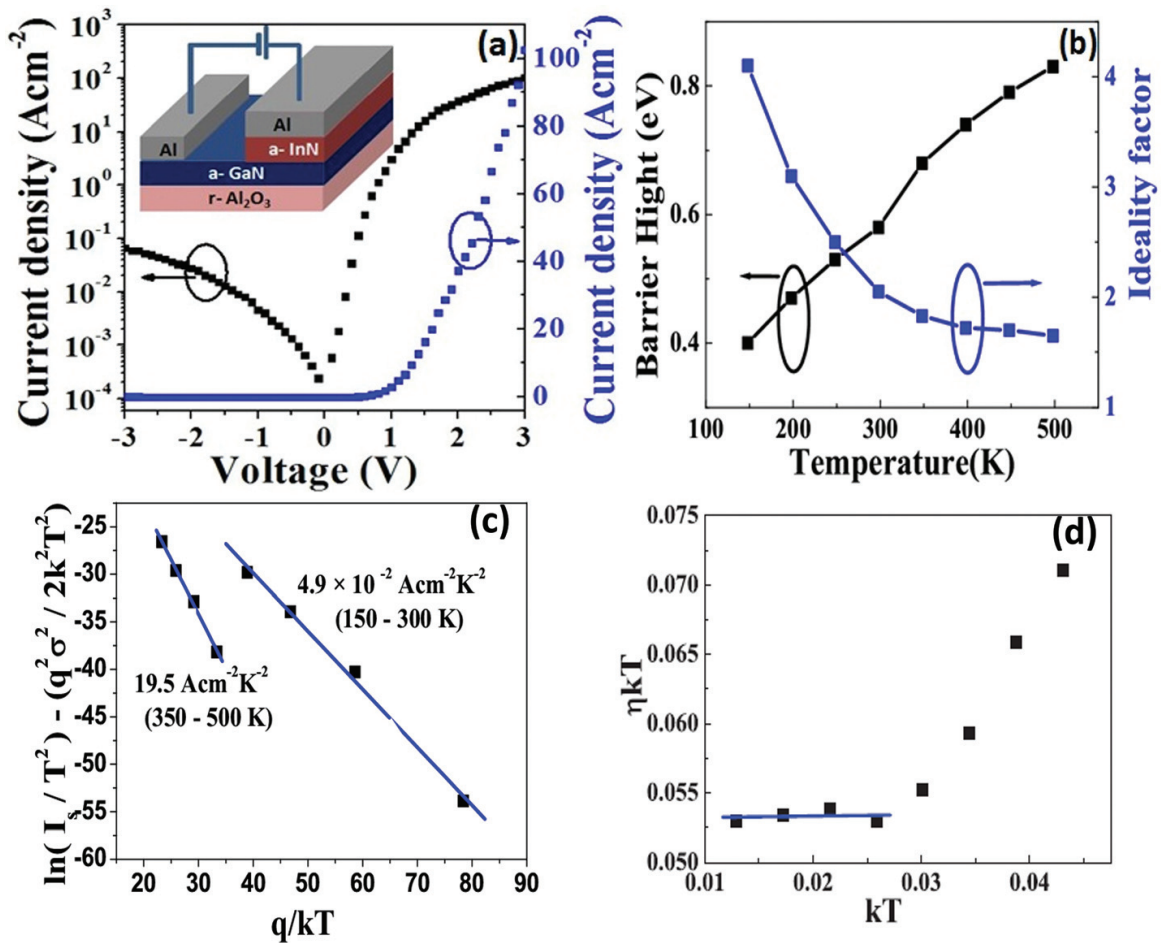 (a)
Current density (Acm-2)
10^3
10^2
10^1
10^0
10^-1
10^-2
10^-3
10^-4
Al
Al
a- InN
a- GaN
r- Al2O3
-3 -2 -1 0 1 2 3
Voltage (V)
100
80
60
40
20
0
Current density (Acm-2)
(b)
Barrier Hight (eV)
0.8
0.6
0.4
100 200 300 400 500
Temperature(K)
4
3
2
1
Ideality factor
(c)
ln( Is / T^2 ) - (q^2σ^2 / 2k^2T^2)
-25
-30
-35
-40
-45
-50
-55
-60
4.9 × 10^-2 Acm^-2K^-2
(150 - 300 K)
19.5 Acm^-2K^-2
(350 - 500 K)
20 30 40 50 60 70 80 90
q/kT
(d)
ηkT
0.075
0.070
0.065
0.060
0.055
0.050
0.01 0.02 0.03 0.04
kT